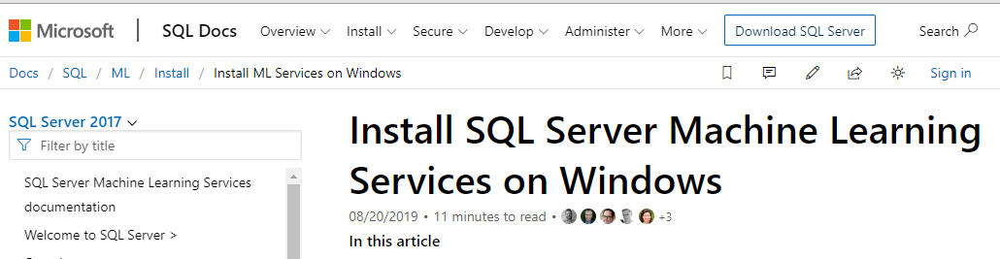 Microsoft SQL Docs Overview Install Secure Develop Administer More Download SQL Server Search
Docs / SQL / ML / Install / Install ML Services on Windows Sign in
SQL Server 2017
Filter by title
SQL Server Machine Learning Services
documentation
Welcome to SQL Server >
Install SQL Server Machine Learning
Services on Windows
08/20/2019 • 11 minutes to read • +3
In this article